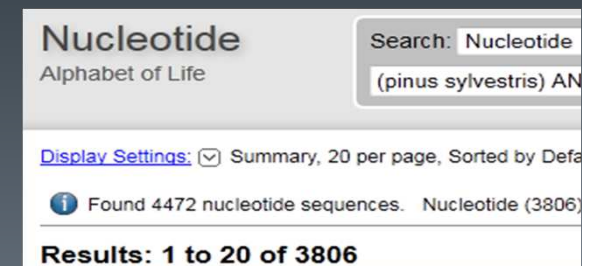 Nucleotide
Alphabet of Life
Search: Nucleotide
(pinus sylvestris) AN
Display Settings: Summary, 20 per page, Sorted by Defa
Found 4472 nucleotide sequences. Nucleotide (3806)
Results: 1 to 20 of 3806